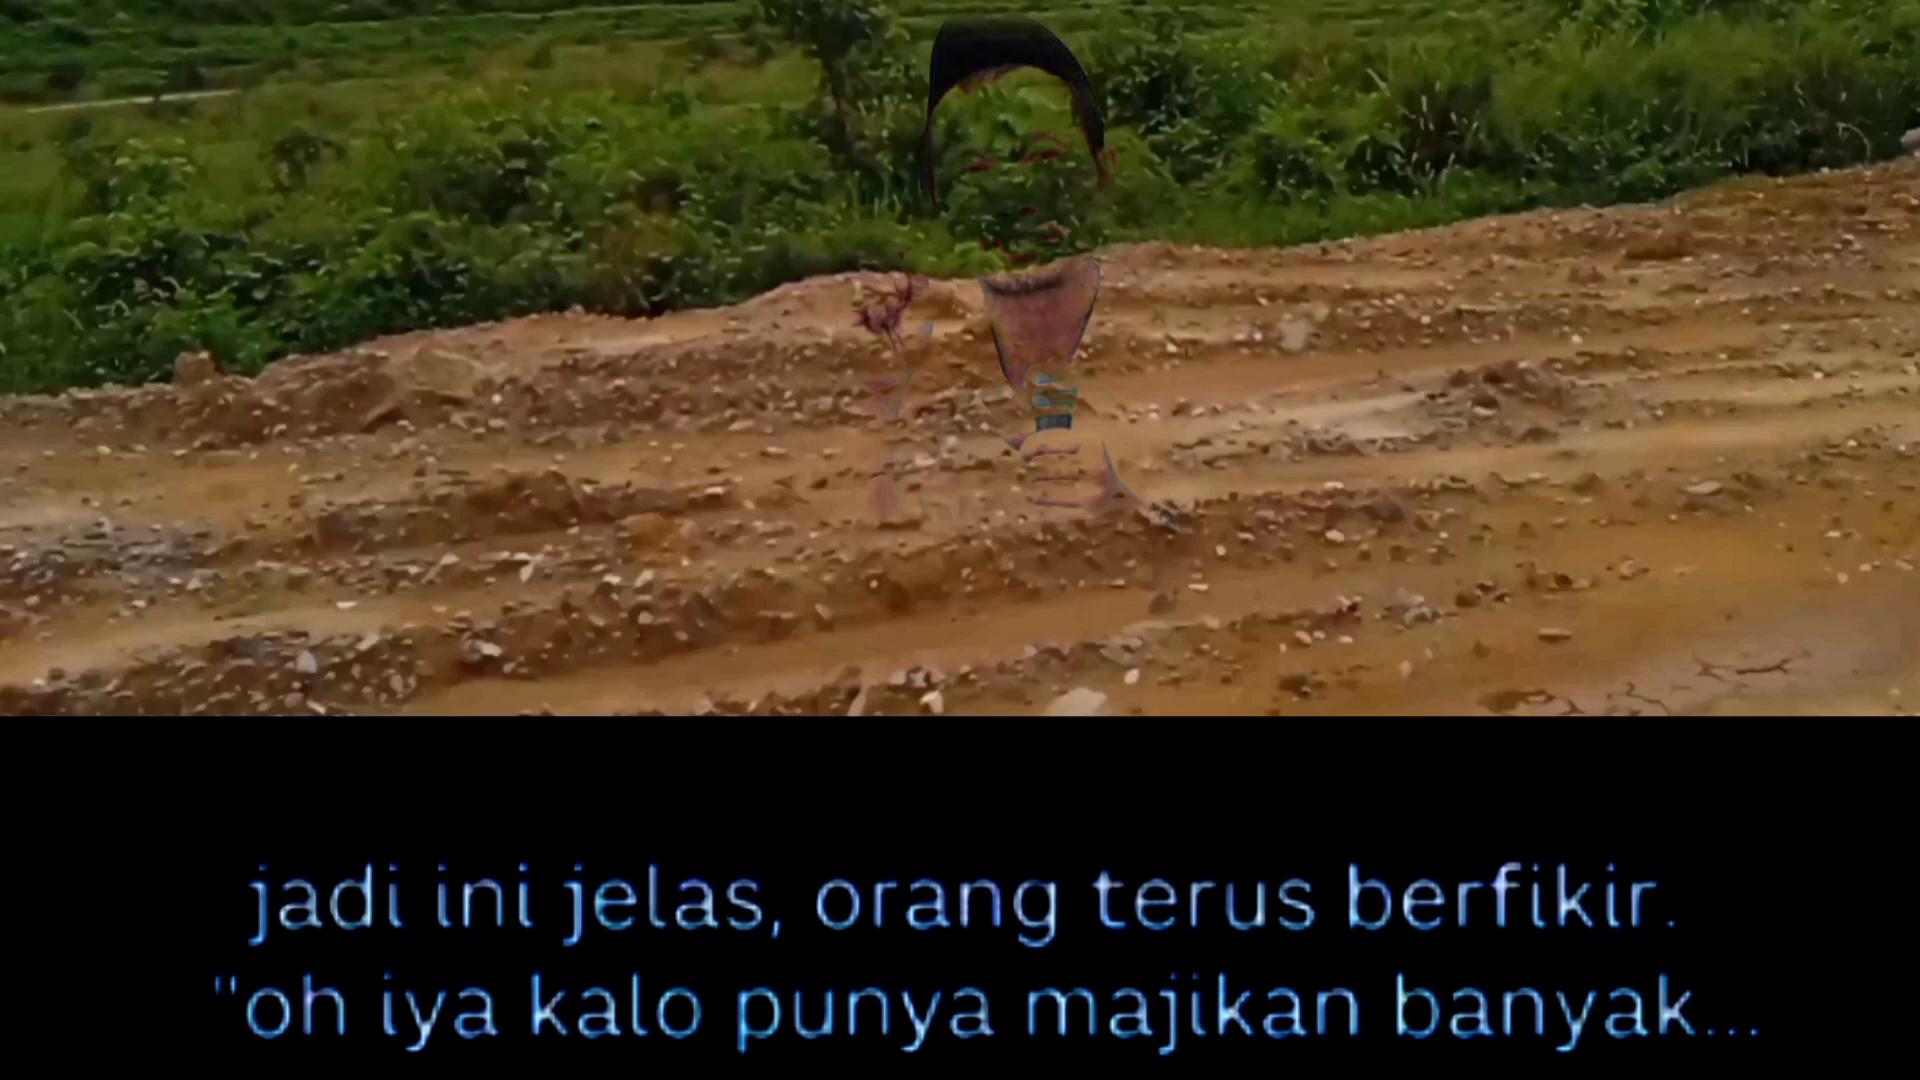 jadi ini jelas, orang terus berfikir.
"oh iya kalo punya majikan banyak...